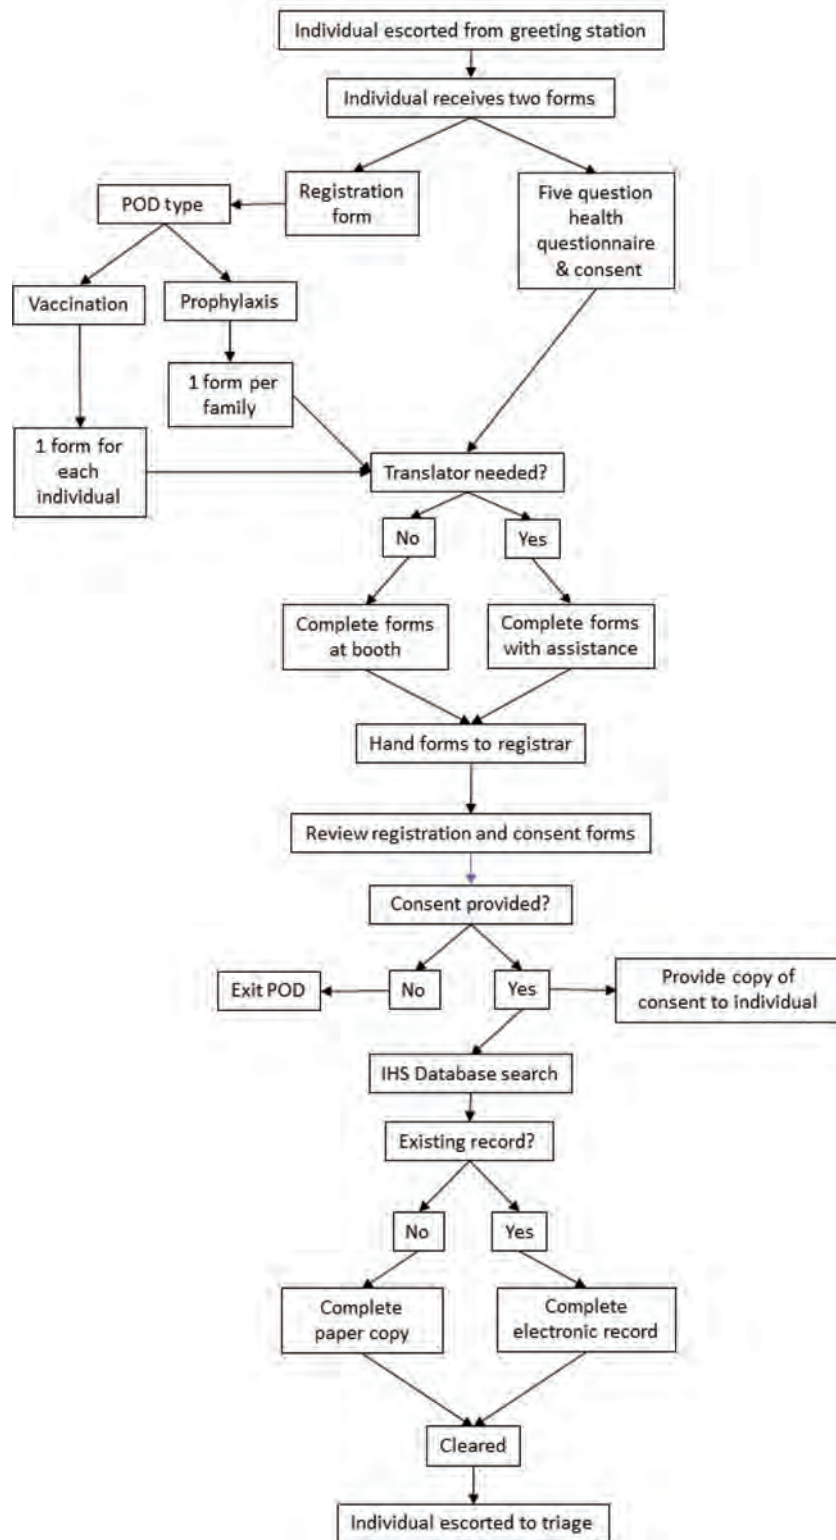 Individual escorted from greeting station
Individual receives two forms
Registration
form
POD type
Five question
health
questionnaire
& consent
Vaccination
Prophylaxis
1 form per
family
1 form for
each
individual
Translator needed?
No
Yes
Complete forms
at booth
Complete forms
with assistance
Hand forms to registrar
Review registration and consent forms
Consent provided?
Exit POD
No
Yes
Provide copy of
consent to individual
IHS Database search
Existing record?
No
Yes
Complete
paper copy
Complete
electronic record
Cleared
Individual escorted to triage